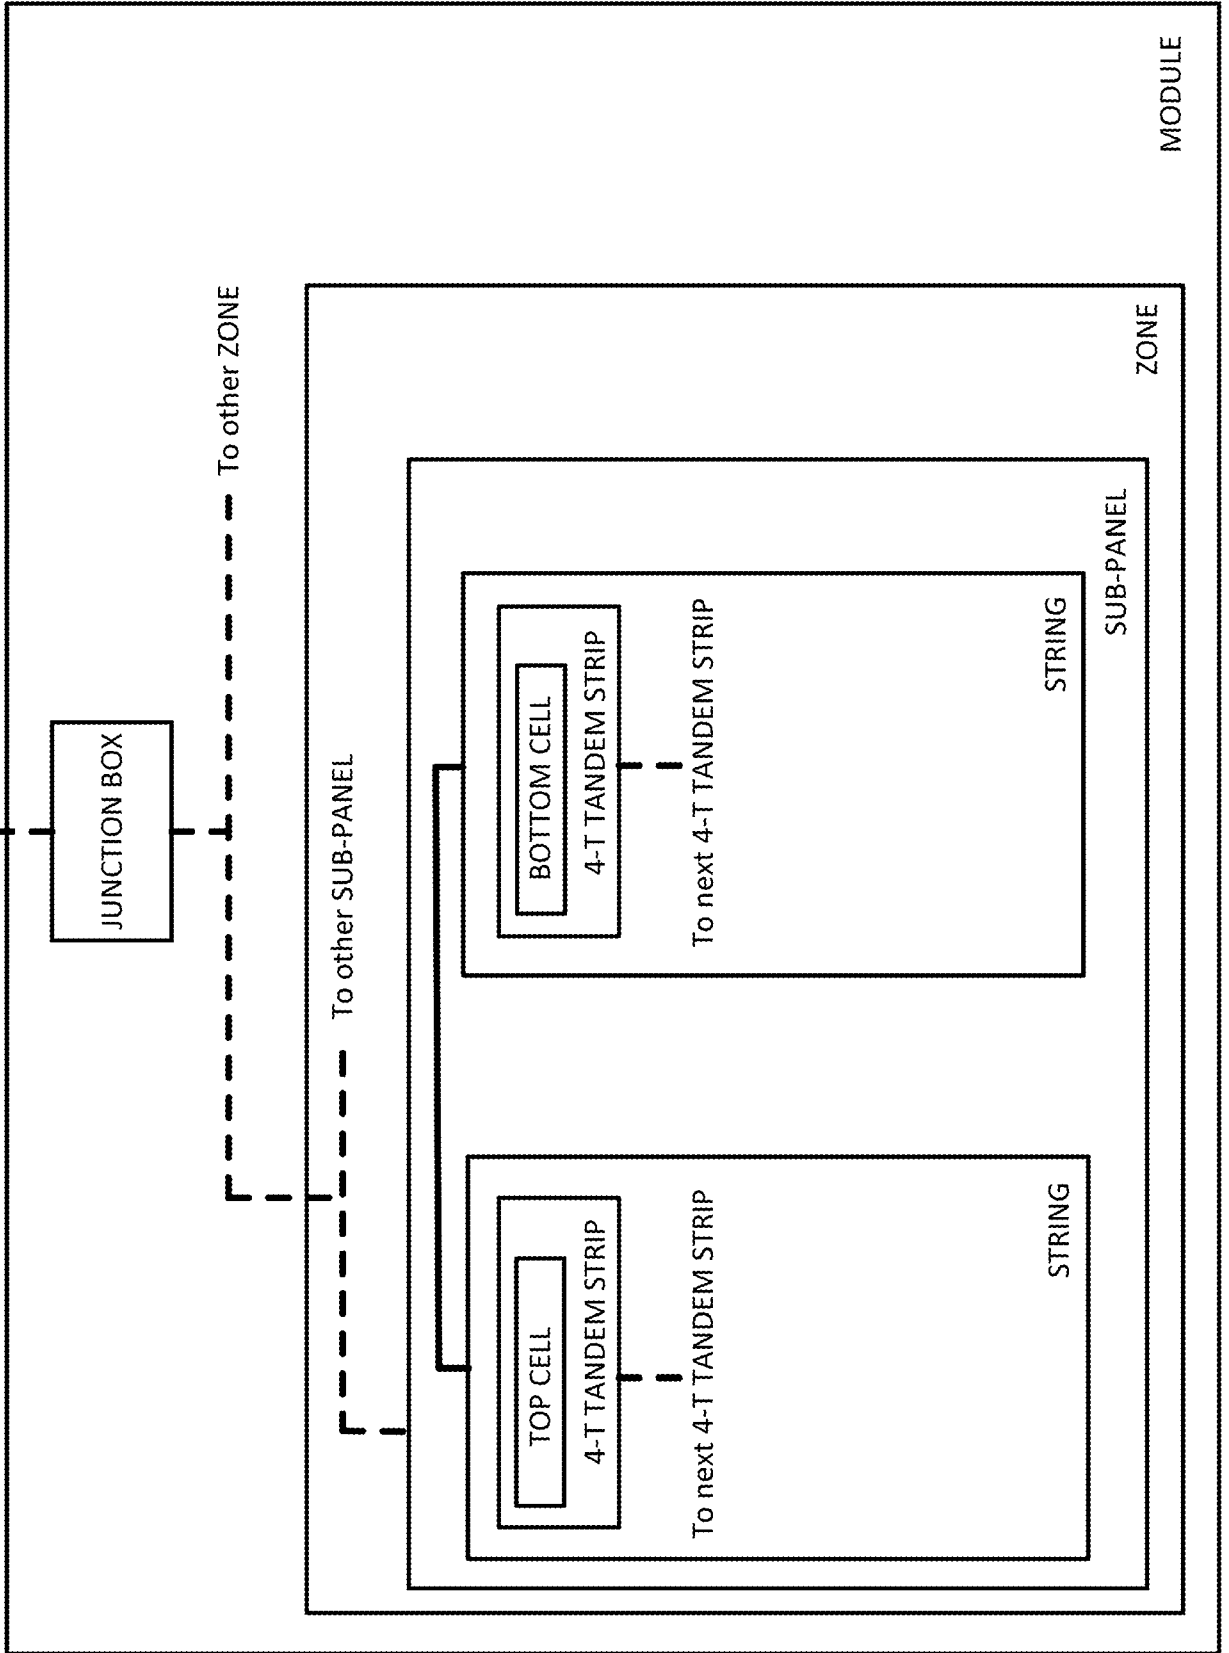 JUNCTION BOX
To other ZONE
To other SUB-PANEL
TOP CELL
4-T TANDEM STRIP
To next 4-T TANDEM STRIP
STRING
BOTTOM CELL
4-T TANDEM STRIP
To next 4-T TANDEM STRIP
STRING
SUB-PANEL
ZONE
MODULE